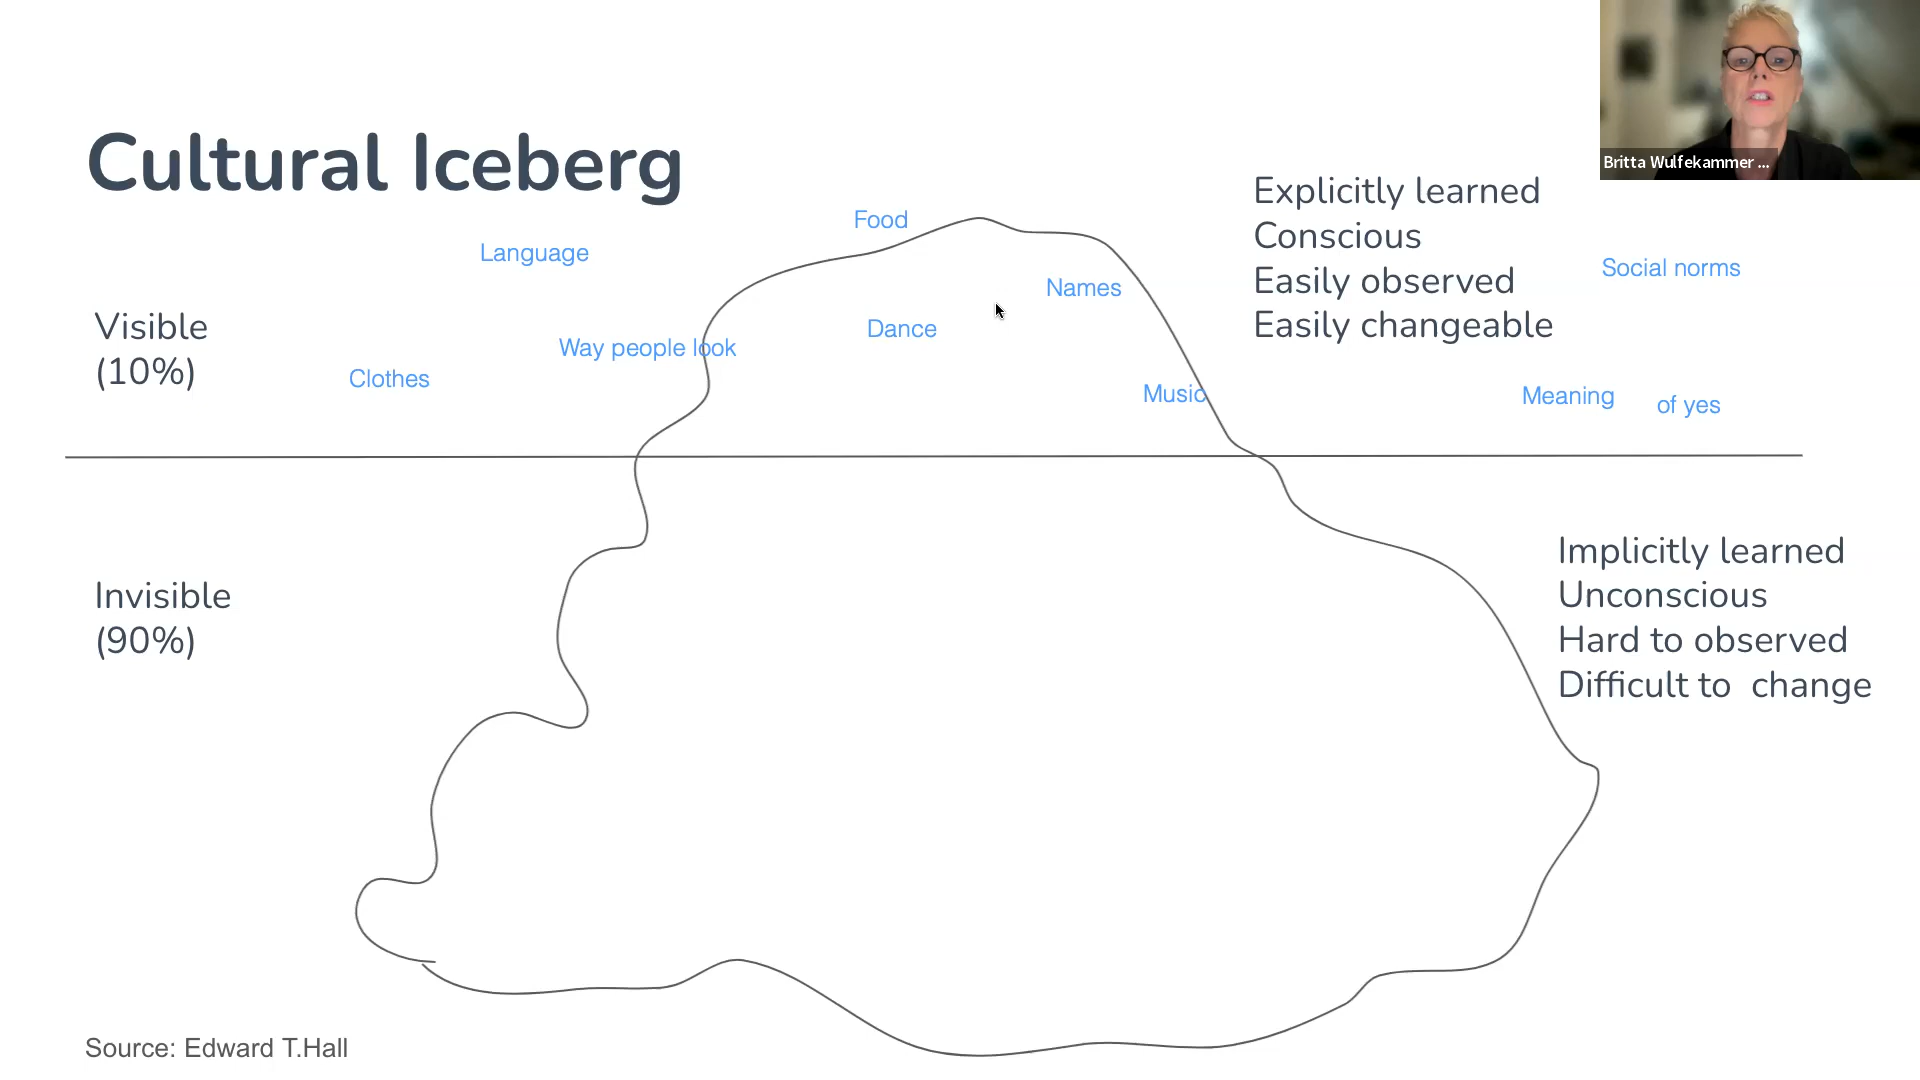 Britta Wulfekammer ...
Cultural Iceberg
Explicitly learned
Conscious
Easily observed
Easily changeable
Food
Language
Social norms
Names
Visible
(10%)
Dance
Way people look
Clothes
Music
Meaning
of yes
Invisible
(90%)
Implicitly learned
Unconscious
Hard to observed
Difficult to  change
Source: Edward T.Hall